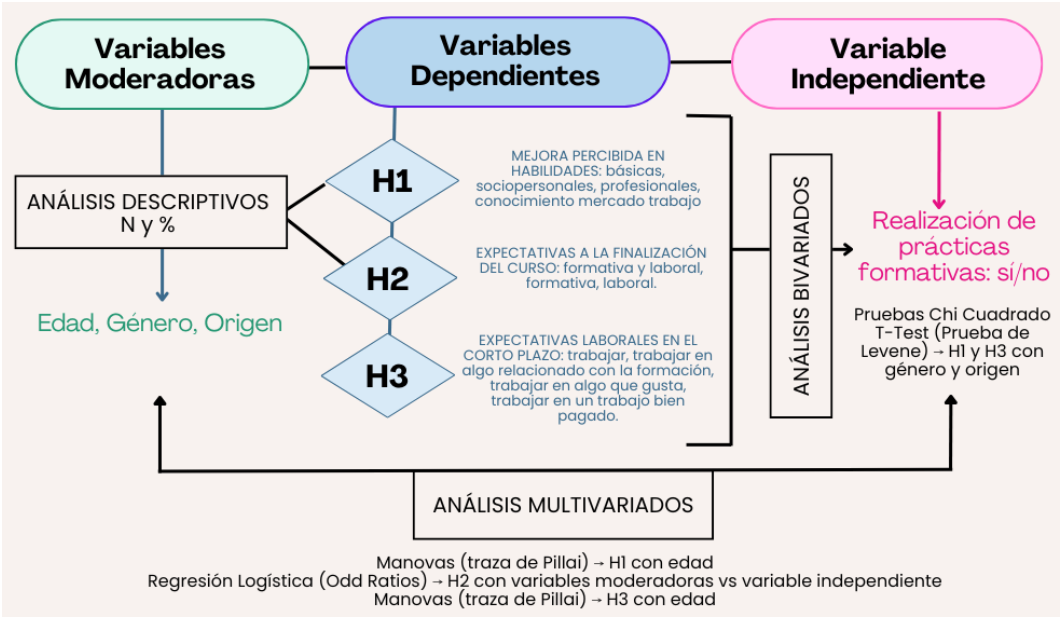 Variables
Moderadoras
Variables
Dependientes
Variable
Independiente
ANÁLISIS DESCRIPTIVOS
N y %
Edad, Género, Origen
H1
MEJORA PERCIBIDA EN
HABILIDADES: básicas,
sociopersonales, profesionales,
conocimiento mercado trabajo
H2
EXPECTATIVAS A LA FINALIZACIÓN
DEL CURSO: formativa y laboral,
formativa, laboral.
H3
EXPECTATIVAS LABORALES EN EL
CORTO PLAZO: trabajar, trabajar en
algo relacionado con la formación,
trabajar en algo que gusta,
trabajar en un trabajo bien
pagado.
ANÁLISIS BIVARIADOS
Realización de
prácticas
formativas: sí/no
Pruebas Chi Cuadrado
T-Test (Prueba de
Levene) → H1 y H3 con
género y origen
ANÁLISIS MULTIVARIADOS
Manovas (traza de Pillai) → H1 con edad
Regresión Logística (Odd Ratios) → H2 con variables moderadoras vs variable independiente
Manovas (traza de Pillai) → H3 con edad